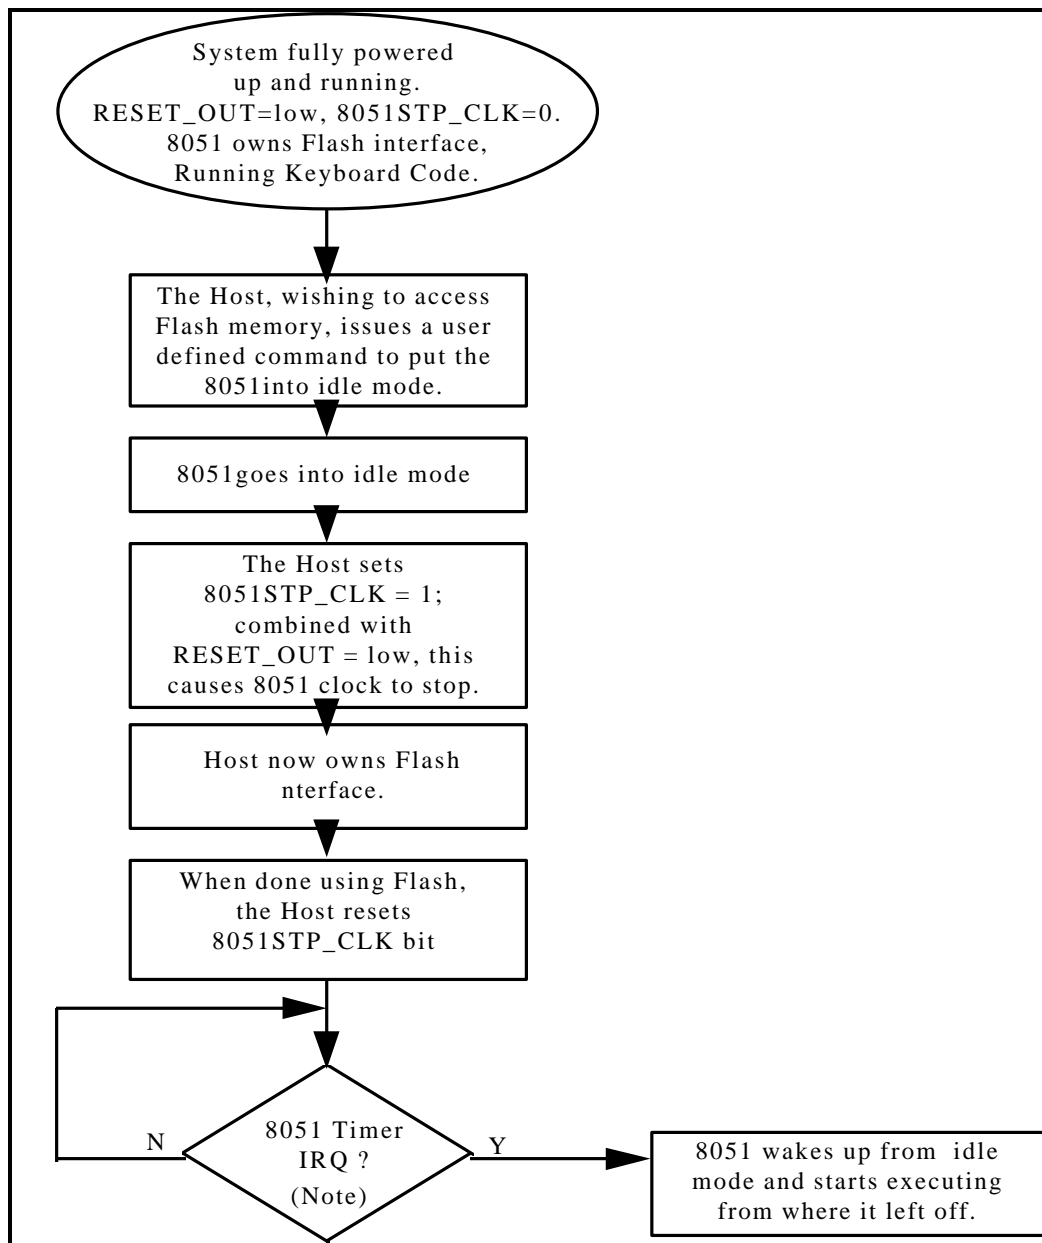 System fully powered
up and running.
RESET_OUT=low, 8051STP_CLK=0.
8051 owns Flash interface,
Running Keyboard Code.
The Host, wishing to access
Flash memory, issues a user
defined command to put the
8051into idle mode.
8051goes into idle mode
The Host sets
8051STP_CLK = 1;
combined with
RESET_OUT = low, this
causes 8051 clock to stop.
Host now owns Flash
nterface.
When done using Flash,
the Host resets
8051STP_CLK bit
8051 Timer
IRQ ?
(Note)
N
Y
8051 wakes up from idle
mode and starts executing
from where it left off.